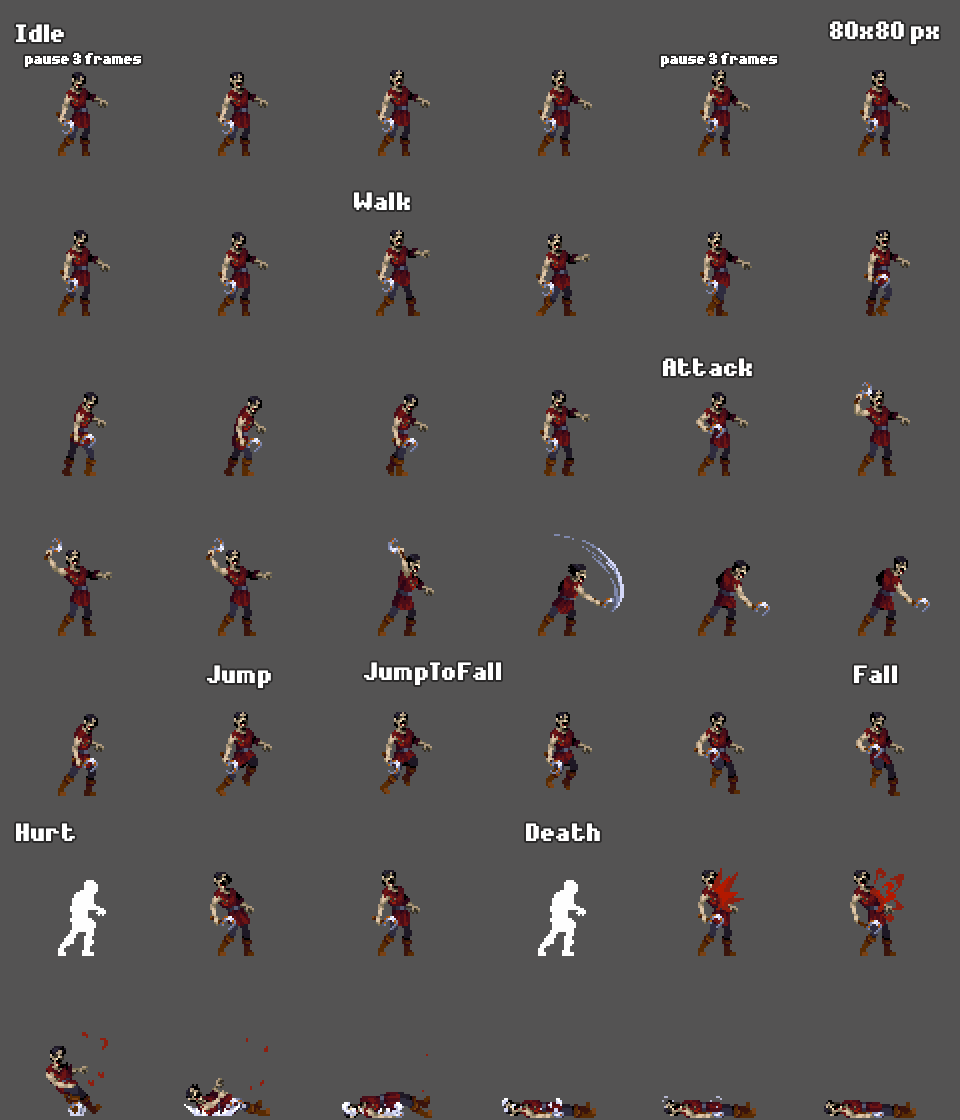 Idle
80x80 px
pause 3 frames
pause 3 frames
Walk
Attack
Jump
JumpToFall
Fall
Hurt
Death